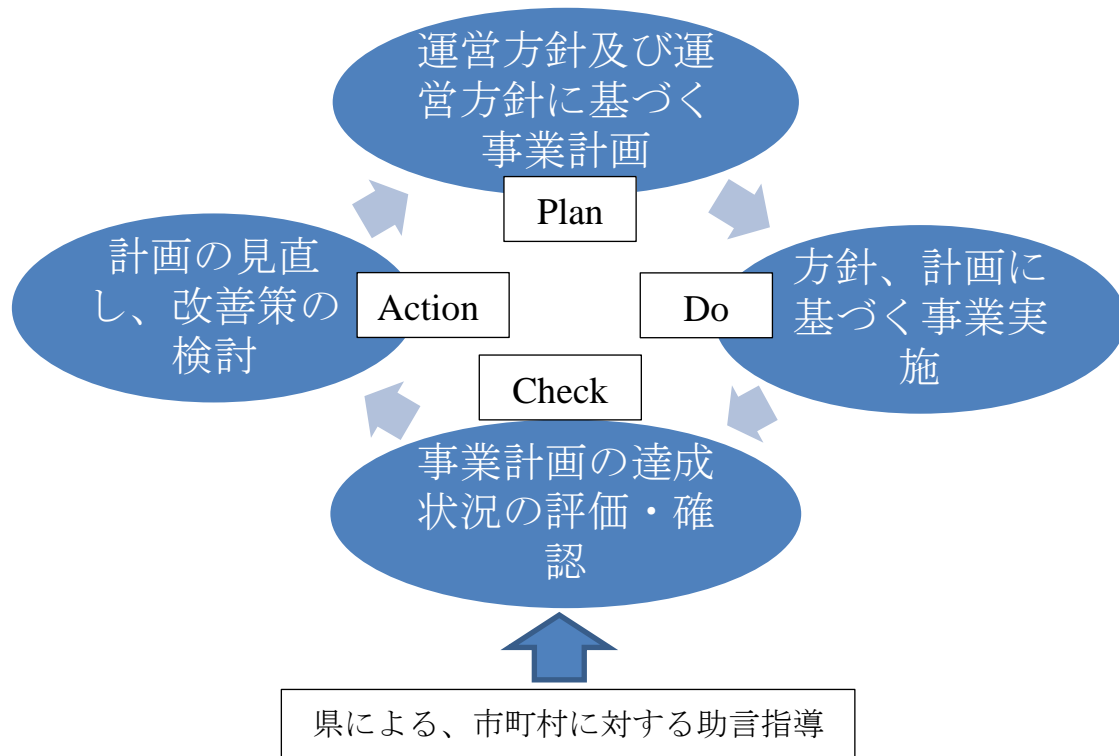 運営方針及び運
営方針に基づく
事業計画
Plan
計画の見直
し、改善策の
検討
Action
Do
方針、計画に
基づく事業実
施
Check
事業計画の達成
状況の評価・確
認
県による、市町村に対する助言指導